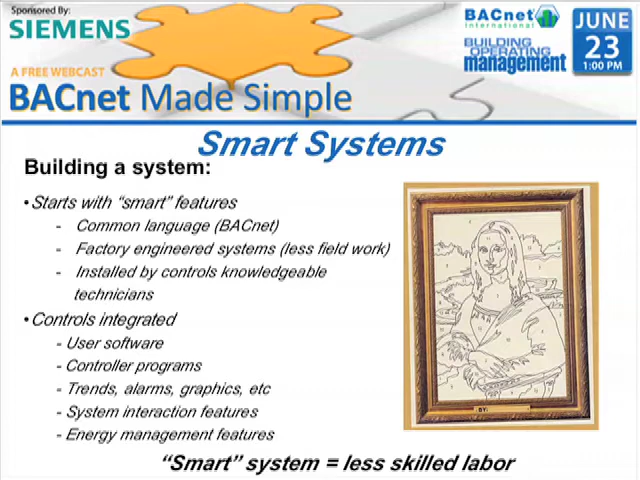 Sponsored By:
SIEMENS
A FREE WEBCAST
BACnet Made Simple
BACnet
International
BUILDING
OPERATING
management
JUNE
23
1:00 PM
Smart Systems
Building a system:
•Starts with “smart” features
- Common language (BACnet)
- Factory engineered systems (less field work)
- Installed by controls knowledgeable
technicians
•Controls integrated
- User software
- Controller programs
- Trends, alarms, graphics, etc
- System interaction features
- Energy management features
BY:
“Smart” system = less skilled labor